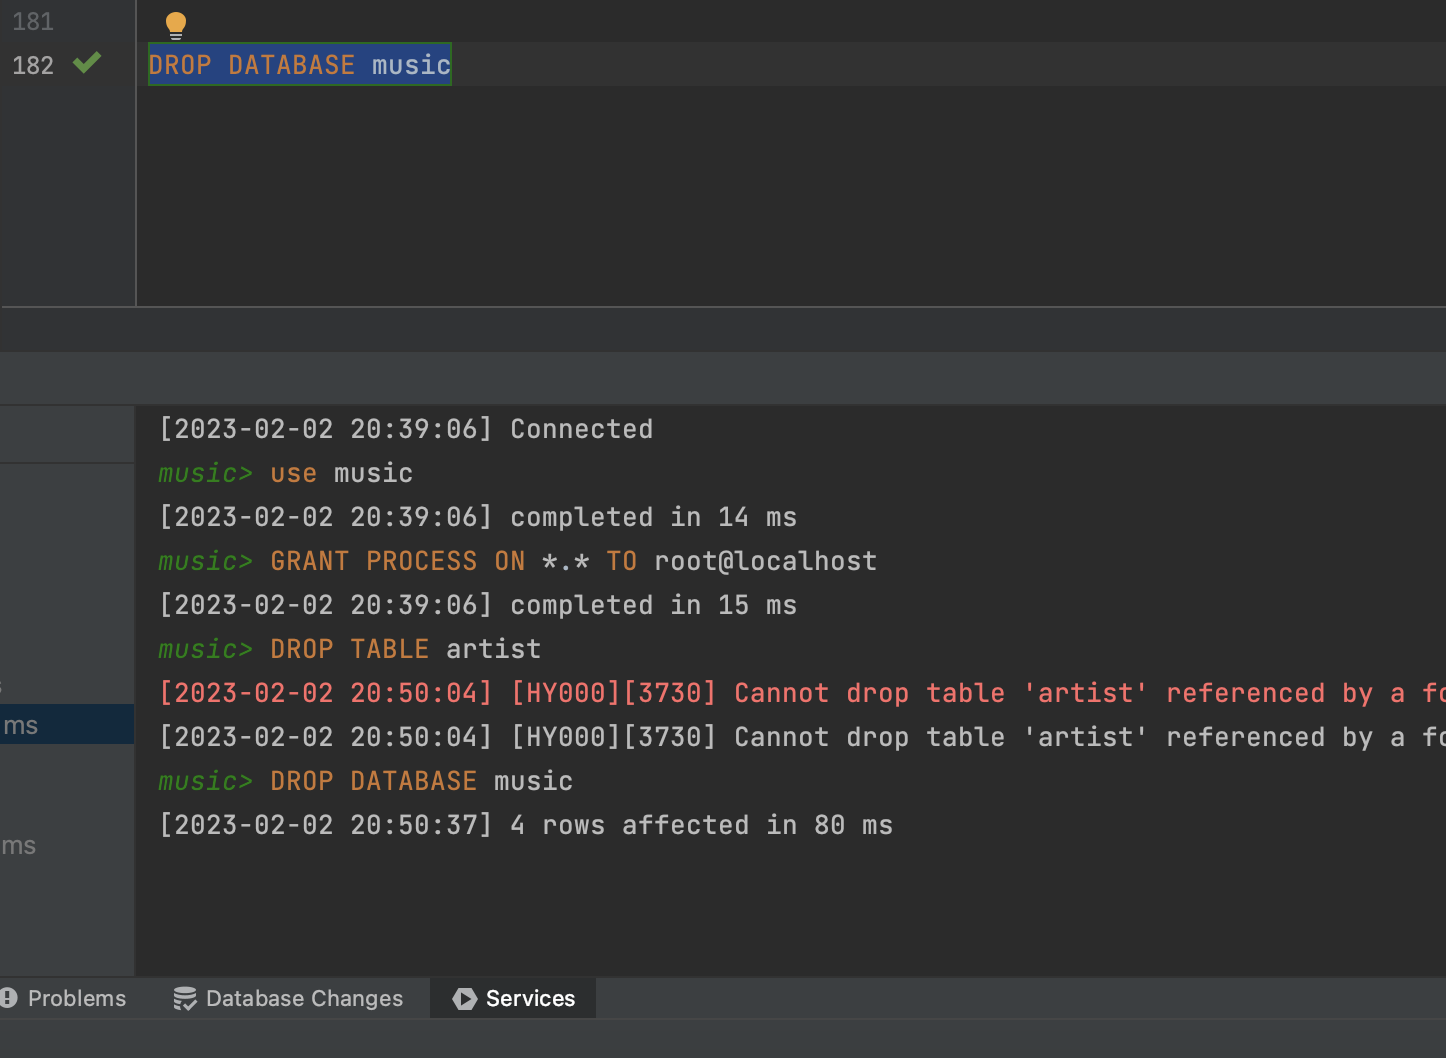 181
182 DROP DATABASE music
[2023-02-02 20:39:06] Connected
music> use music
[2023-02-02 20:39:06] completed in 14 ms
music> GRANT PROCESS ON *.* TO root@localhost
[2023-02-02 20:39:06] completed in 15 ms
music> DROP TABLE artist
[2023-02-02 20:50:04] [HY000][3730] Cannot drop table 'artist' referenced by a fo
ms [2023-02-02 20:50:04] [HY000][3730] Cannot drop table 'artist' referenced by a fo
music> DROP DATABASE music
[2023-02-02 20:50:37] 4 rows affected in 80 ms
ms
Problems Database Changes Services